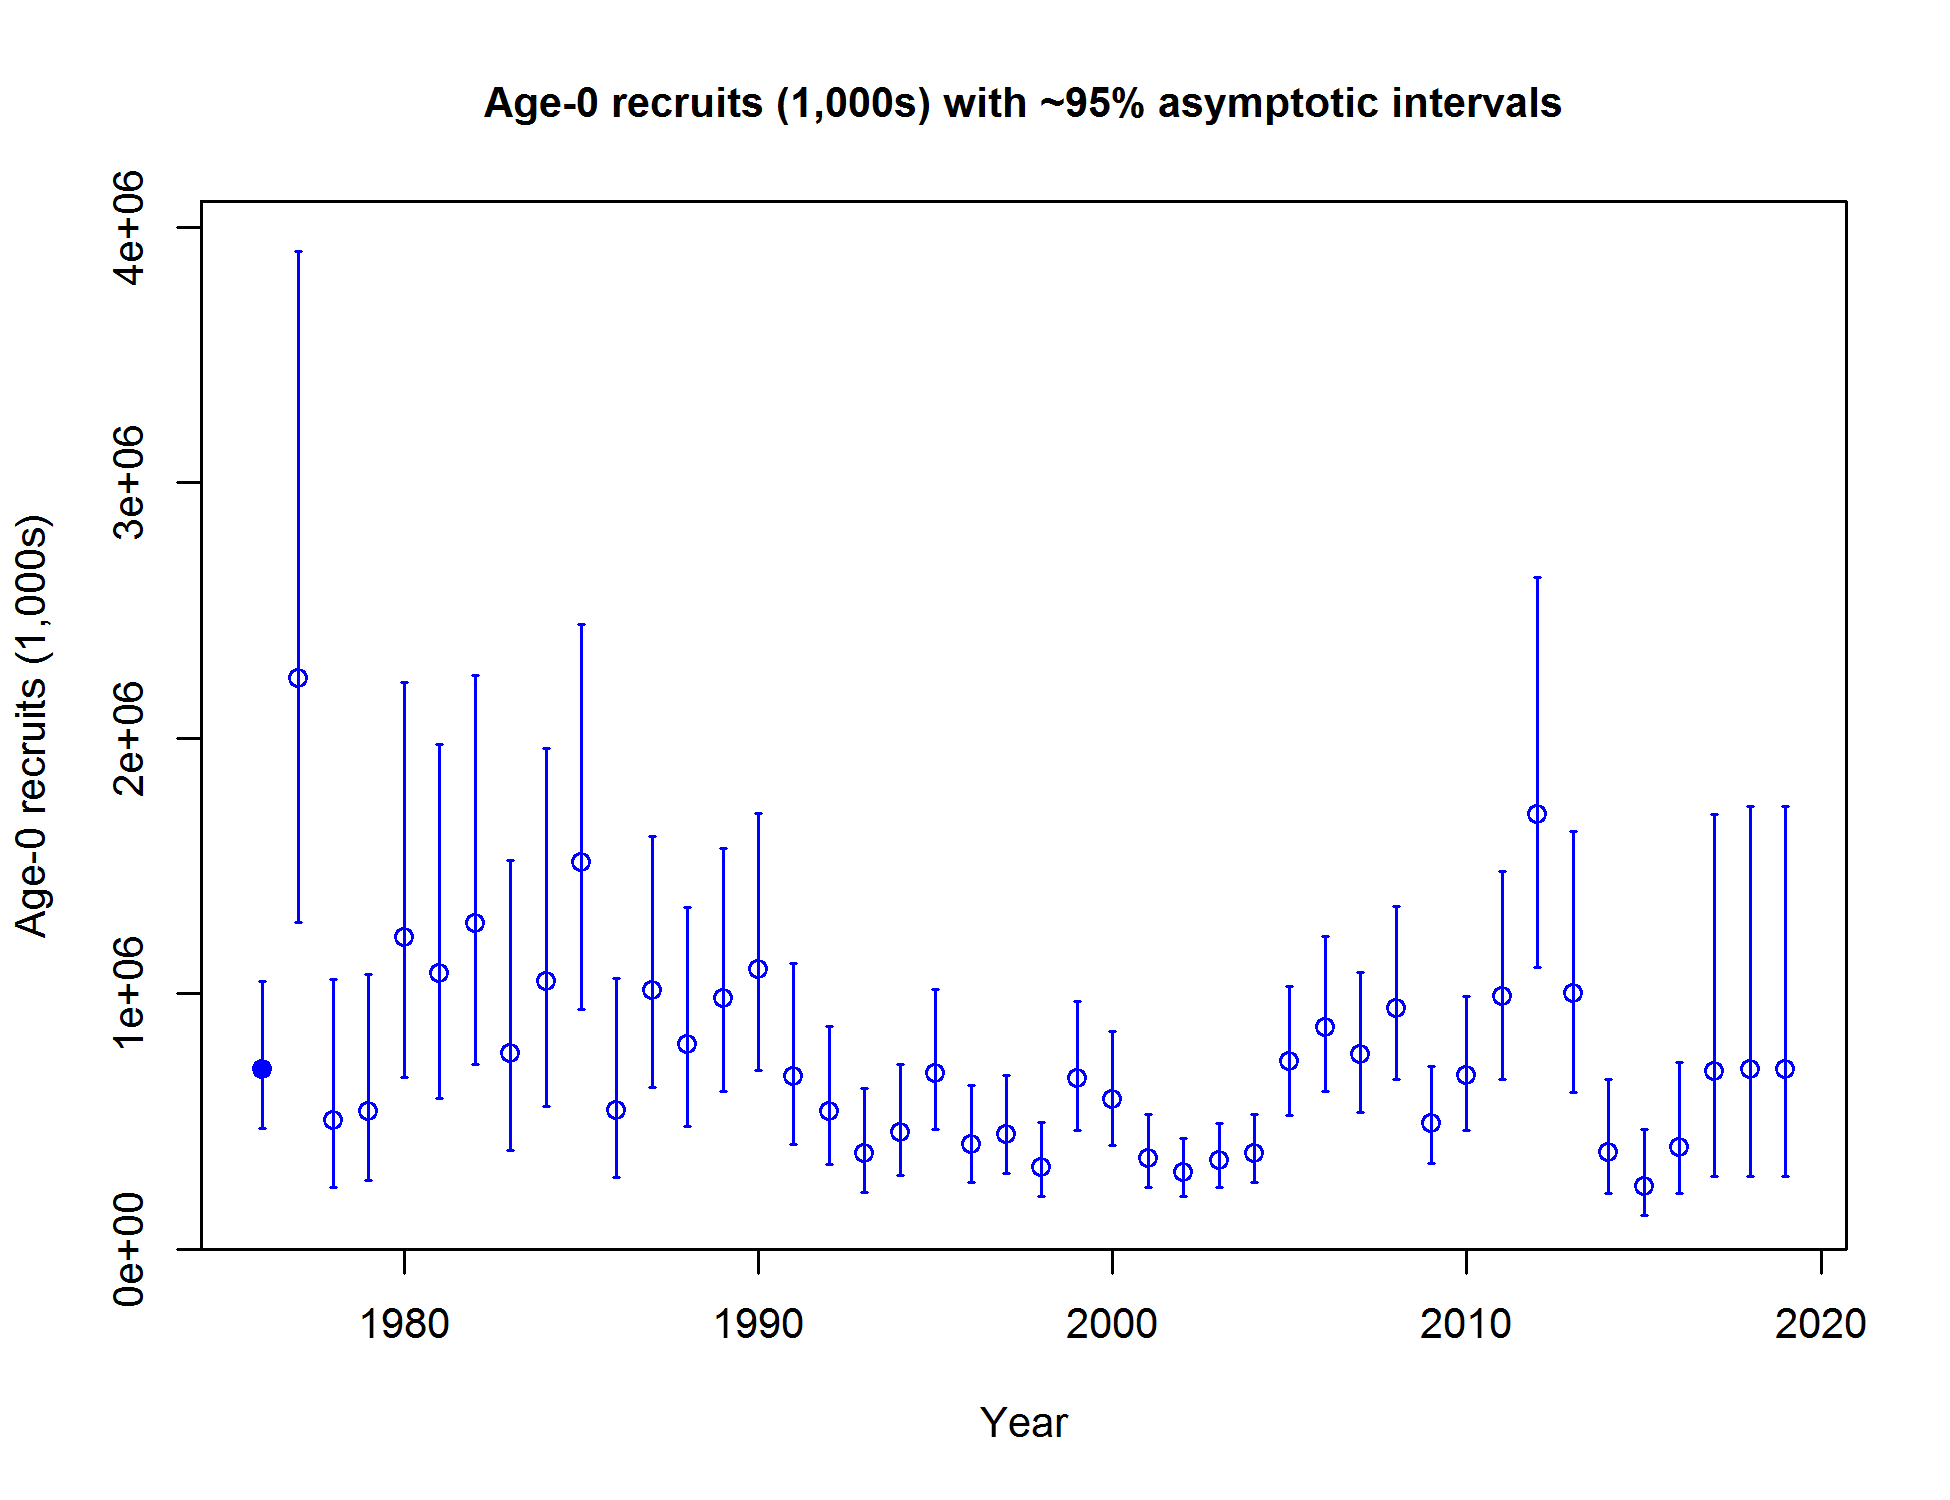 Age-0 recruits (1,000s) with ~95% asymptotic intervals
Age-0 recruits (1,000s)
4e+06
3e+06
2e+06
1e+06
0e+00
1980
1990
2000
2010
2020
Year